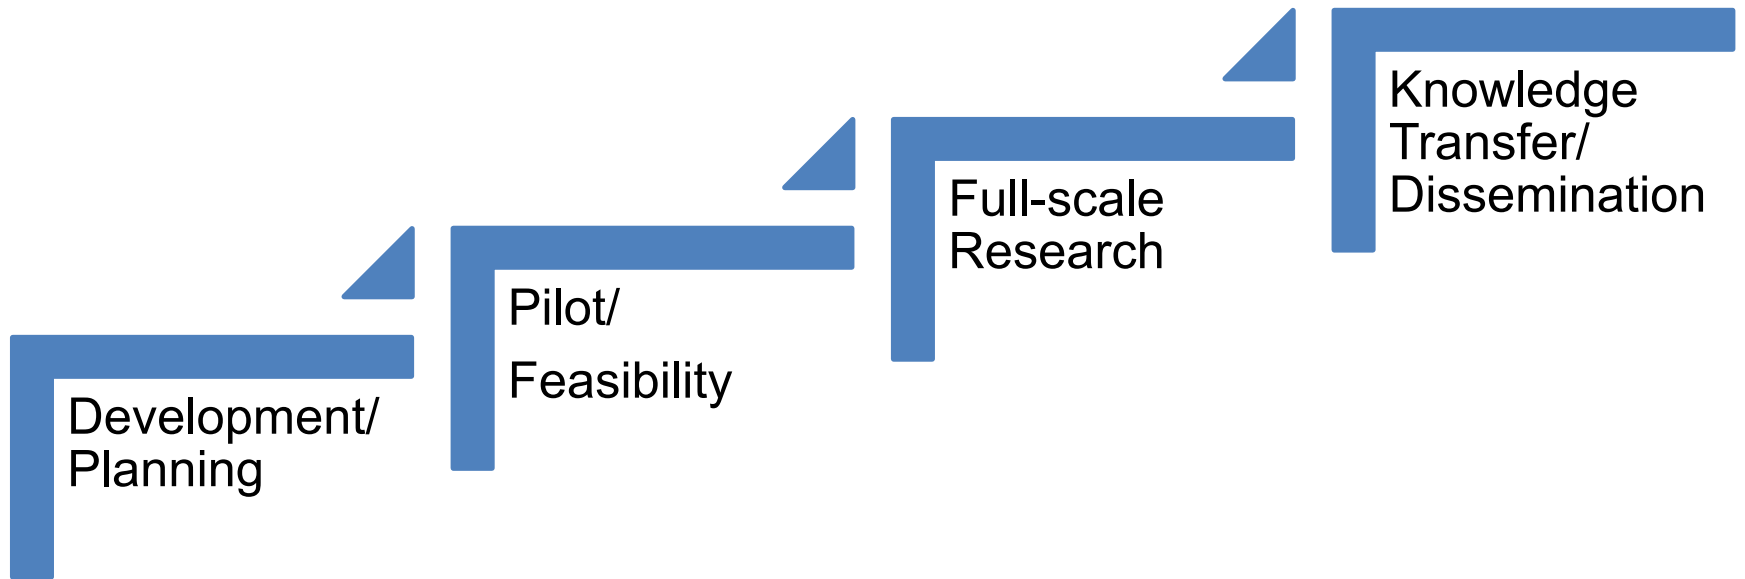 Development/
Planning
Pilot/
Feasibility
Full-scale
Research
Knowledge
Transfer/
Dissemination